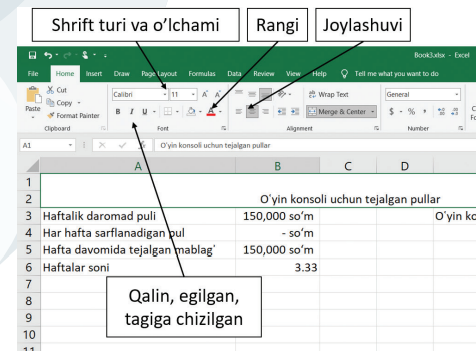 Shrift turi va o'lchami
Rangi
Joylashuvi
Book3.xlsx - Excel
File Home Insert Draw Page Layout Formulas Data Review View Help Tell me what you want to do
Paste
Cut
Copy
Format Painter
Clipboard
Calibri 11
B I U
Font
Wrap Text
Merge & Center
Alignment
General
$ % ,
Number
A1
O'yin konsoli uchun tejalgan pullar
A B C D
1
2 O'yin konsoli uchun tejalgan pullar
3 Haftalik daromad puli 150,000 so'm O'yin ko
4 Har hafta sarflanadigan pul - so'm
5 Hafta davomida tejalgan mablag' 150,000 so'm
6 Haftalar soni 3.33
7
8
9
10
11
Qalin, egilgan,
tagiga chizilgan